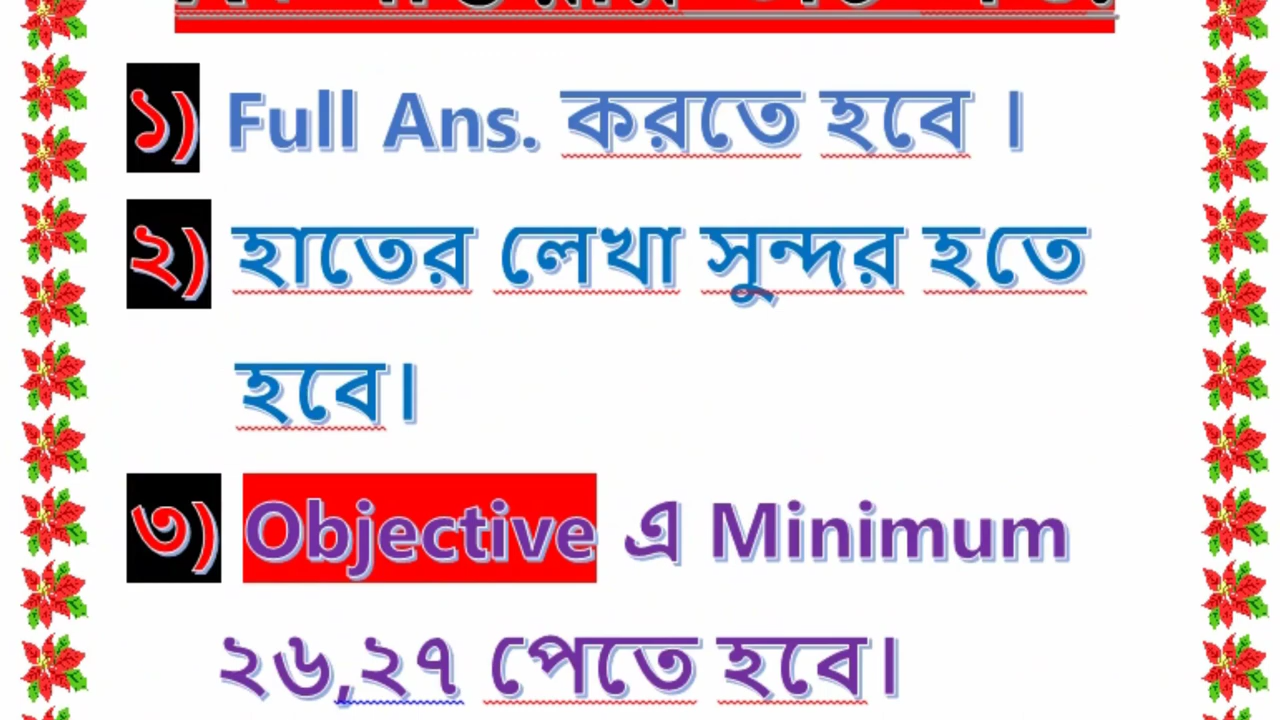 ১) Full Ans. করতে হবে ।
২) হাতের লেখা সুন্দর হতে
হবে।
৩) Objective এ Minimum
২৬,২৭ পেতে হবে।